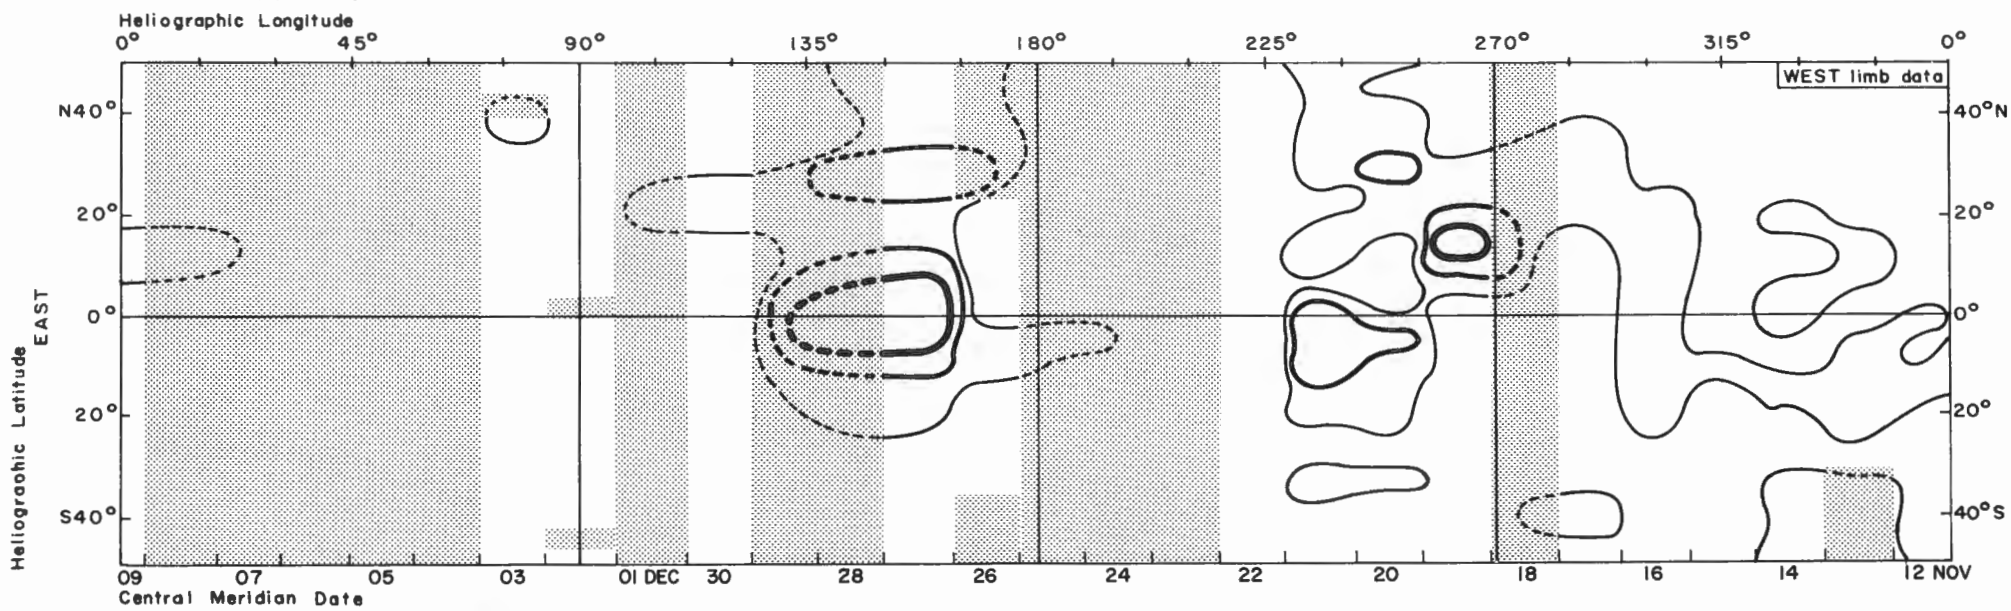 Heliographic Longitude
0° 45° 90° 135° 180° 225° 270° 315° 0°
WEST limb data
N40° 40°N
20° 20°
EAST
0° 0°
Heliographic Latitude
20° 20°
S40° 40°S
09 07 05 03 01 DEC 30 28 26 24 22 20 18 16 14 12 NOV
Central Meridian Date